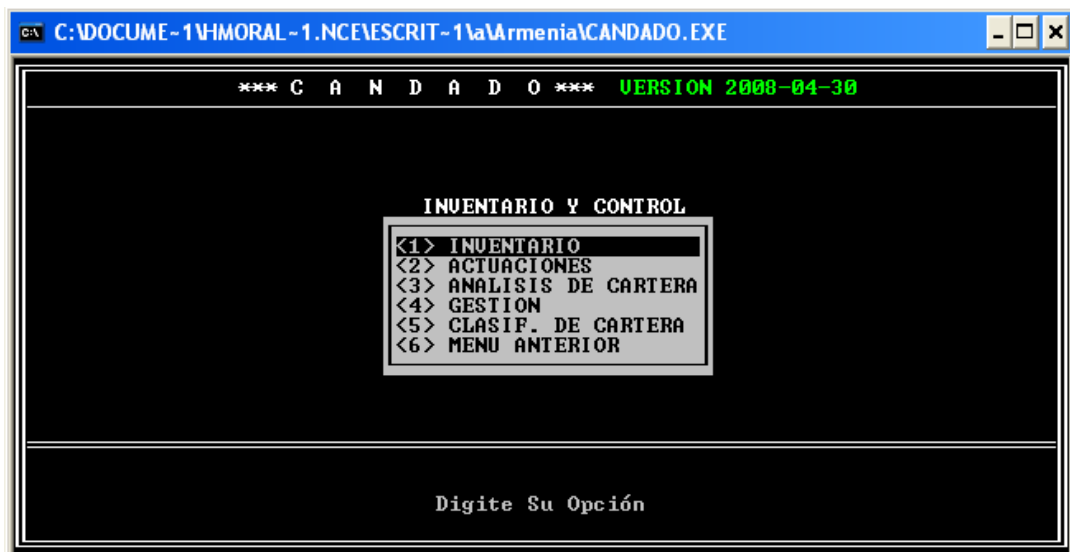 C:\DOCUME~1\HMORAL~1.NCE\ESCRIT~1\a\Armenia\CANDADO.EXE
*** C A N D A D O *** VERSION 2008-04-30
INVENTARIO Y CONTROL
<1> INVENTARIO
<2> ACTUACIONES
<3> ANALISIS DE CARTERA
<4> GESTION
<5> CLASIF. DE CARTERA
<6> MENU ANTERIOR
Digite Su Opción